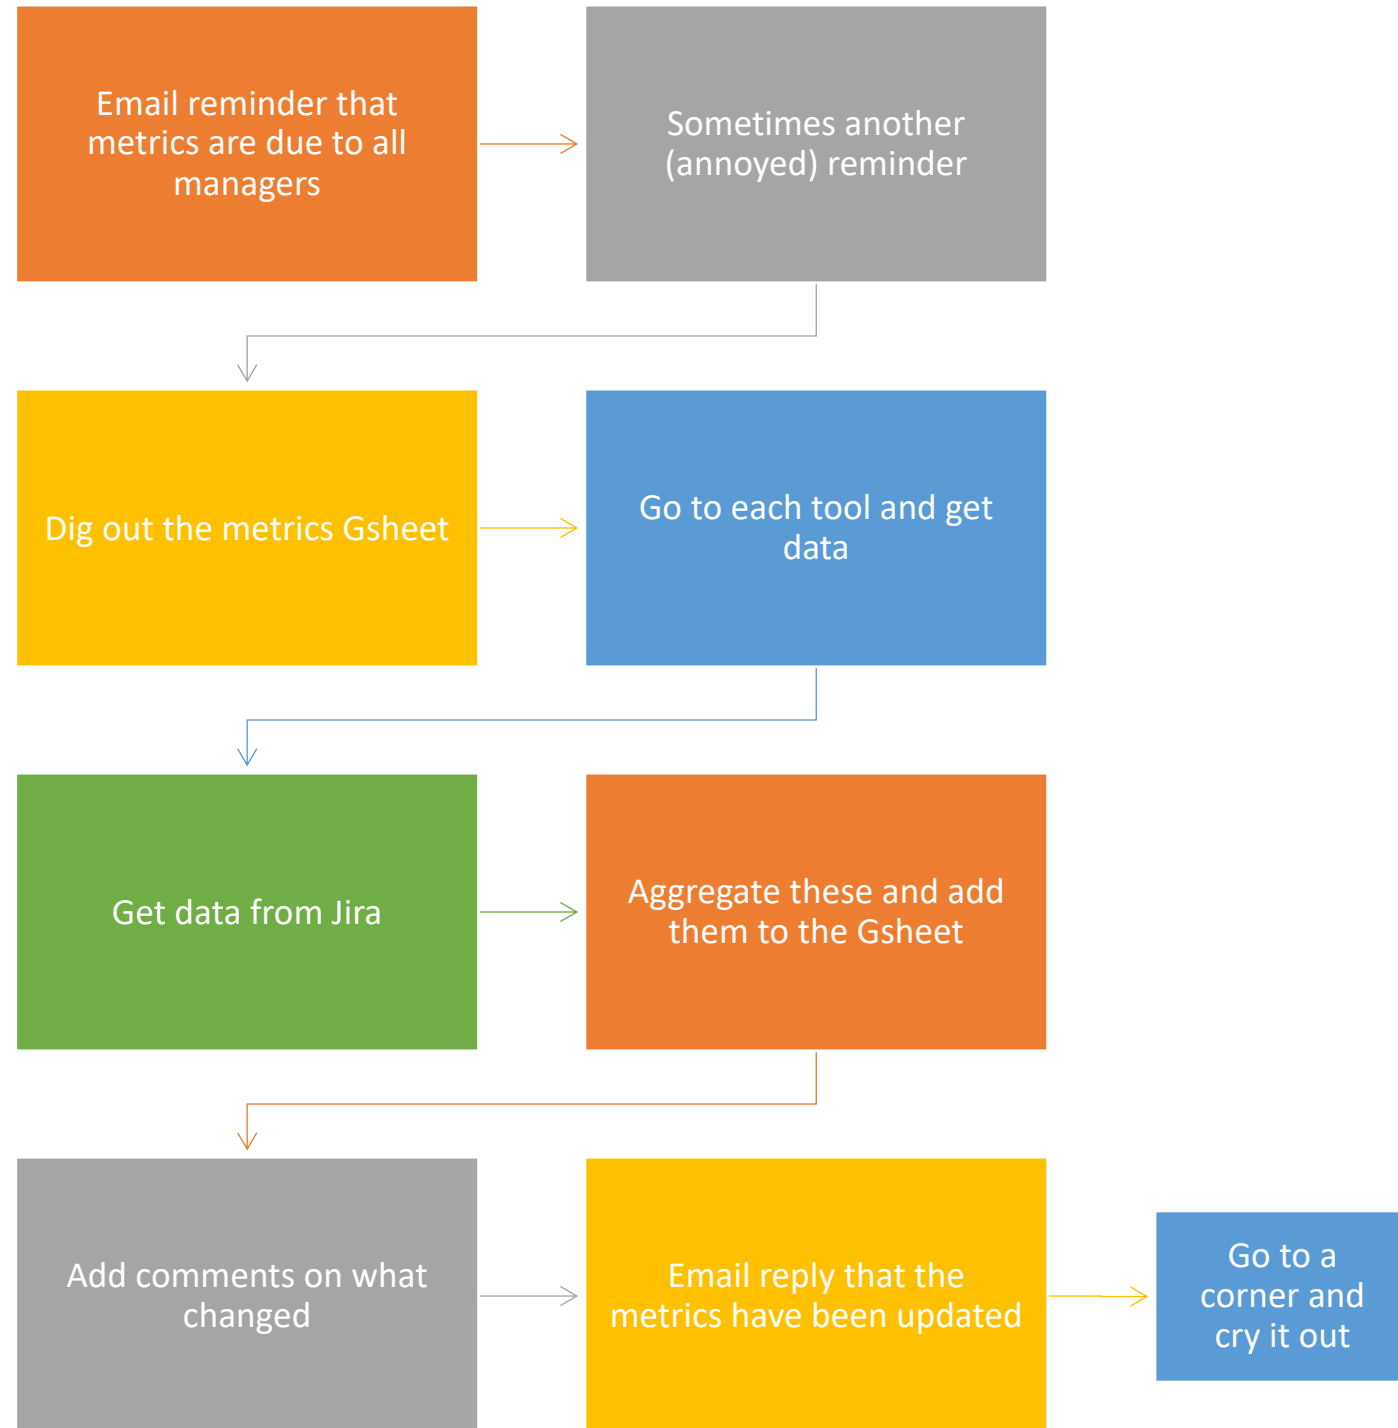 Email reminder that
metrics are due to all
managers
Sometimes another
(annoyed) reminder
Dig out the metrics Gsheet
Go to each tool and get
data
Get data from Jira
Aggregate these and add
them to the Gsheet
Add comments on what
changed
Email reply that the
metrics have been updated
Go to a
corner and
cry it out